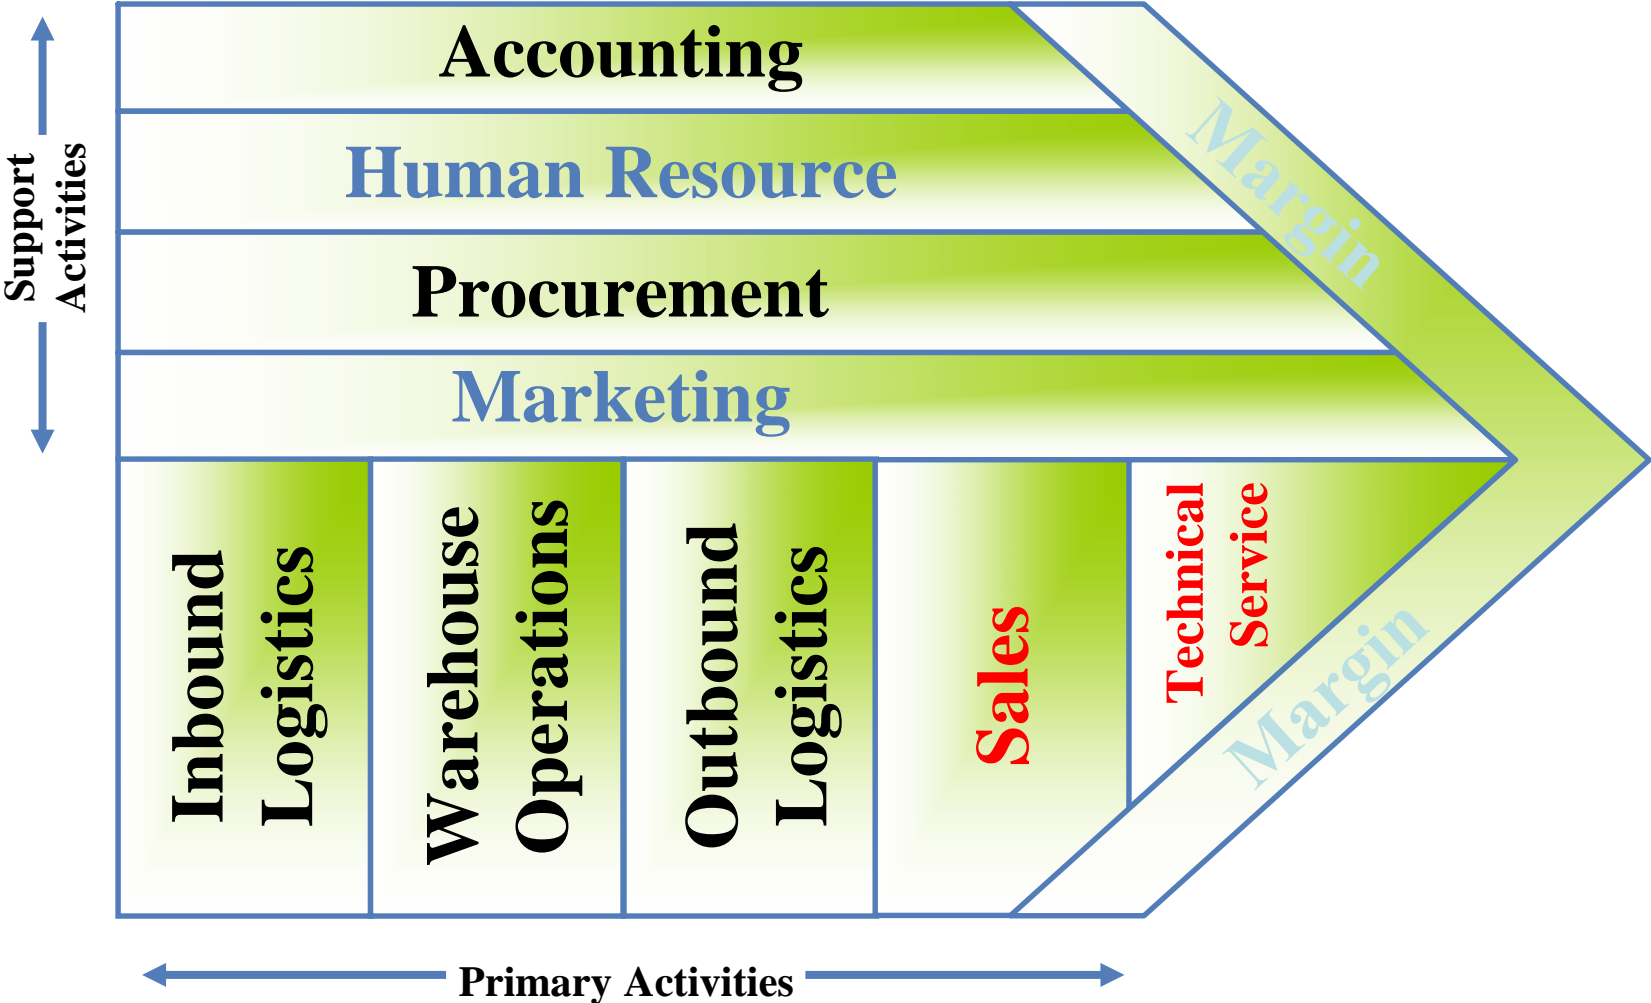 Support
Activities
Accounting
Human Resource
Procurement
Marketing
Margin
Inbound
Logistics
Warehouse
Operations
Outbound
Logistics
Sales
Technical
Service
Margin
Primary Activities